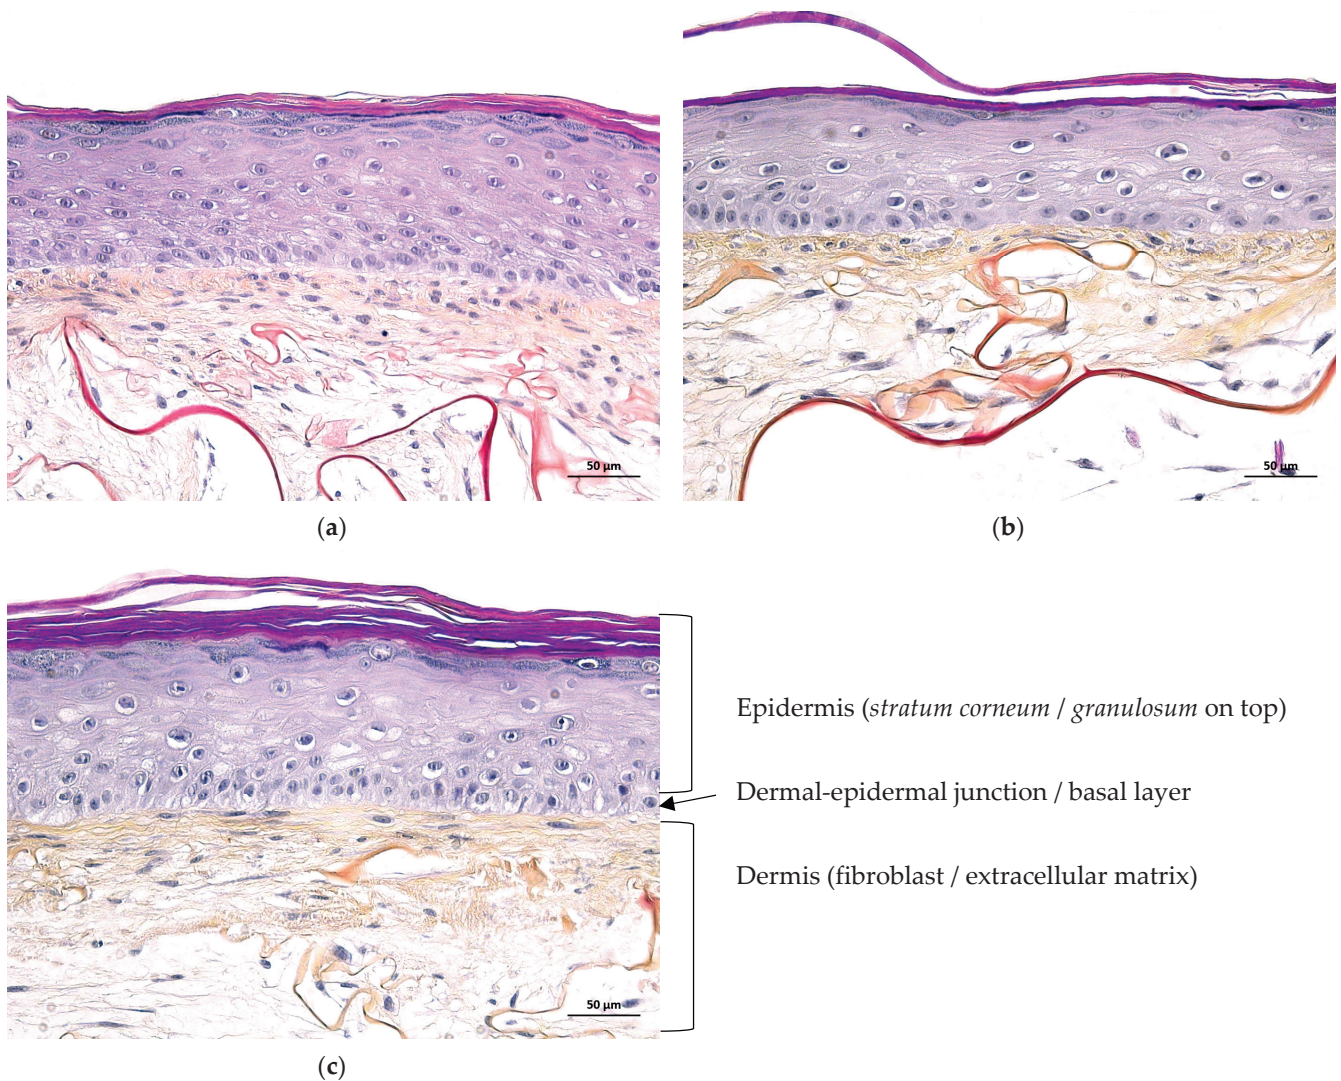 50 µm
50 µm
(a)
(b)
Epidermis (stratum corneum / granulosum on top)
Dermal-epidermal junction / basal layer
Dermis (fibroblast / extracellular matrix)
50 µm
(c)